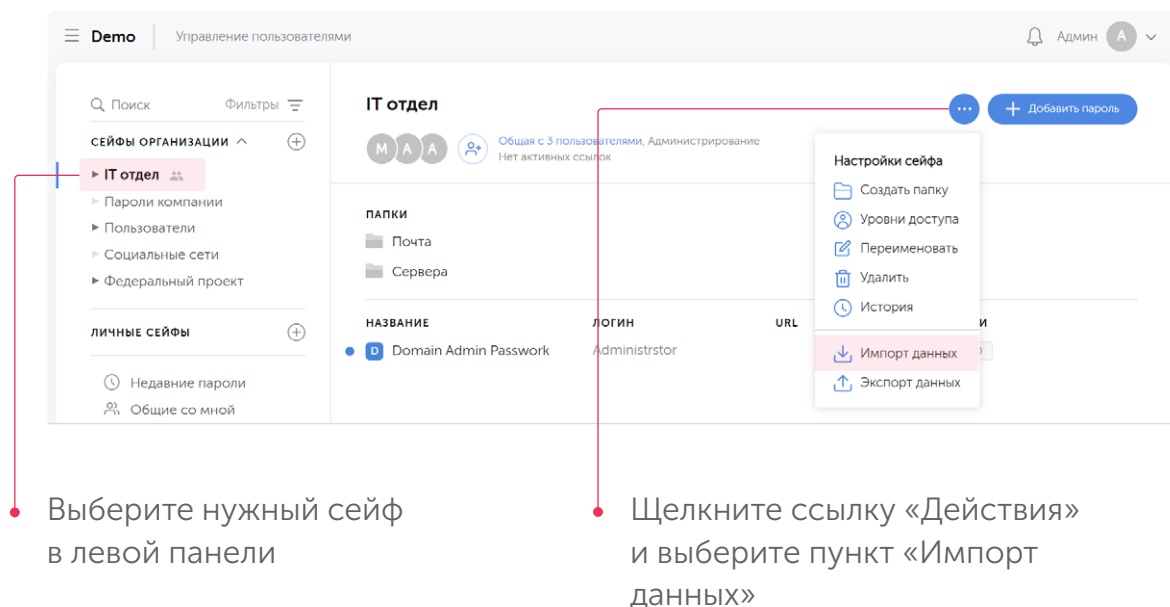 Demo
Управление пользователями
Админ
A
Поиск
Фильтры
СЕЙФЫ ОРГАНИЗАЦИИ
IT отдел
Пароли компании
Пользователи
Социальные сети
Федеральный проект
ЛИЧНЫЕ СЕЙФЫ
Недавние пароли
Общие со мной
IT отдел
Добавить пароль
M A A
Общая с 3 пользователями, Администрирование
Нет активных ссылок
ПАПКИ
Почта
Сервера
НАЗВАНИЕ ЛОГИН URL
D Domain Admin Passwork Administrstor
Настройки сейфа
Создать папку
Уровни доступа
Переименовать
Удалить
История
Импорт данных
Экспорт данных
Выберите нужный сейф
в левой панели
Щелкните ссылку «Действия»
и выберите пункт «Импорт
данных»